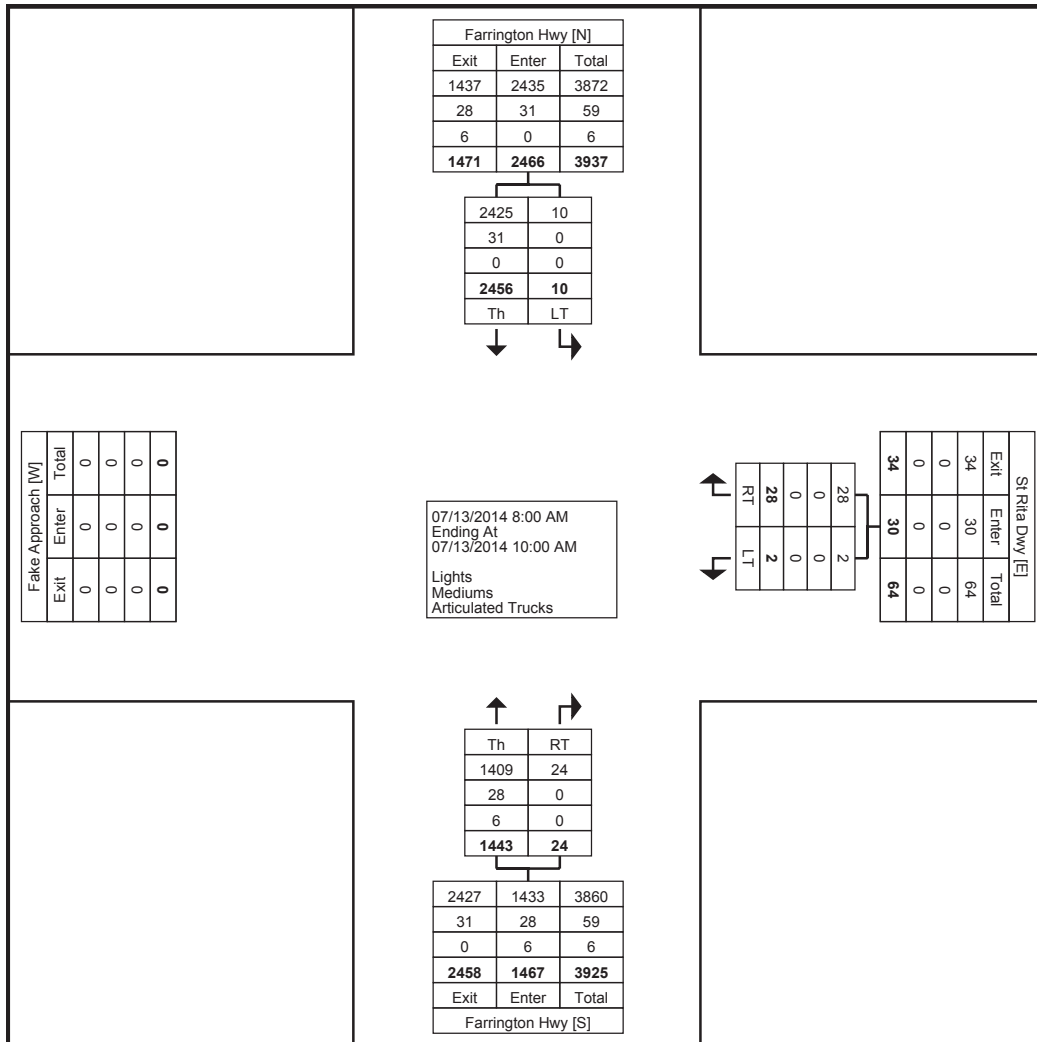 Farrington Hwy [N]
Exit Enter Total
1437 2435 3872
28 31 59
6 0 6
1471 2466 3937
2425 10
31 0
0 0
2456 10
Th LT
Fake Approach [W]
Total Enter Exit
0 0 0
0 0 0
0 0 0
0 0 0
07/13/2014 8:00 AM
Ending At
07/13/2014 10:00 AM
Lights
Mediums
Articulated Trucks
28 2
0 0
0 0
28 2
RT LT
St Rita Dwy [E]
Exit Enter Total
34 30 64
0 0 0
0 0 0
34 30 64
Th RT
1409 24
28 0
6 0
1443 24
2427 1433 3860
31 28 59
0 6 6
2458 1467 3925
Exit Enter Total
Farrington Hwy [S]